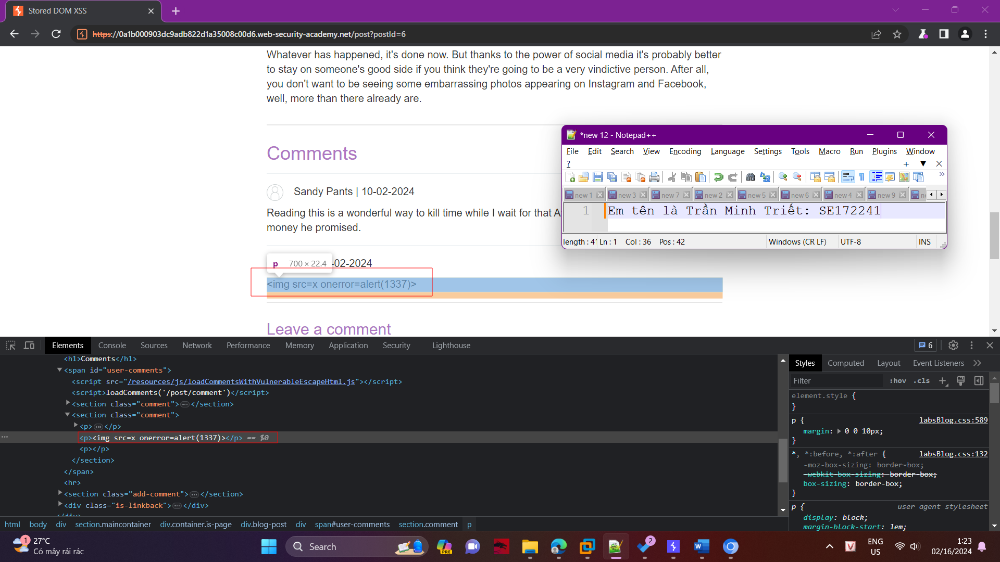 Stored DOM XSS
https://0a1b000903dc9adb822d1a35008c00d6.web-security-academy.net/post?postId=6
Whatever has happened, it's done now. But thanks to the power of social media it's probably better
to stay on someone's good side if you think they're going to be a very vindictive person. After all,
you don't want to be seeing some embarrassing photos appearing on Instagram and Facebook,
well, more than there already are.
Comments
Sandy Pants | 10-02-2024
Reading this is a wonderful way to kill time while I wait for that A
money he promised.
p 700 × 22.4
-02-2024
<img src=x onerror=alert(1337)>
Leave a comment
*new 12 - Notepad++
File Edit Search View Encoding Language Settings Tools Macro Run Plugins Window
?
new 1 new 3 new 7 new 2 new 5 new 6 new 4 new 9
1 Em tên là Trần Minh Triết: SE172241
length : 41 Ln : 1 Col : 36 Pos : 42 Windows (CR LF) UTF-8 INS
Elements Console Sources Network Performance Memory Application Security Lighthouse 6
<h1>Comments</h1>
<span id="user-comments">
<script src="/resources/js/loadCommentsWithVulnerableEscapeHtml.js"></script>
<script>loadComments('/post/comment')</script>
<section class="comment">…</section>
<section class="comment">
<p>…</p>
<p><img src=x onerror=alert(1337)></p> == $0
<p></p>
</section>
</span>
<hr>
<section class="add-comment">…</section>
<div class="is-linkback">…</div>
</div>
html body div section.maincontainer div.container.is-page div.blog-post div span#user-comments section.comment p
Styles Computed Layout Event Listeners
Filter :hov .cls
element.style {
}
p { labsBlog.css:589
margin: 0 0 10px;
}
*, *:before, *:after { labsBlog.css:132
-moz-box-sizing: border-box;
-webkit-box-sizing: border-box;
box-sizing: border-box;
}
p { user agent stylesheet
display: block;
margin-block-start: 1em;
1 27°C
Có mây rải rác
Search
PRE
2
ENG
US
1:23
02/16/2024